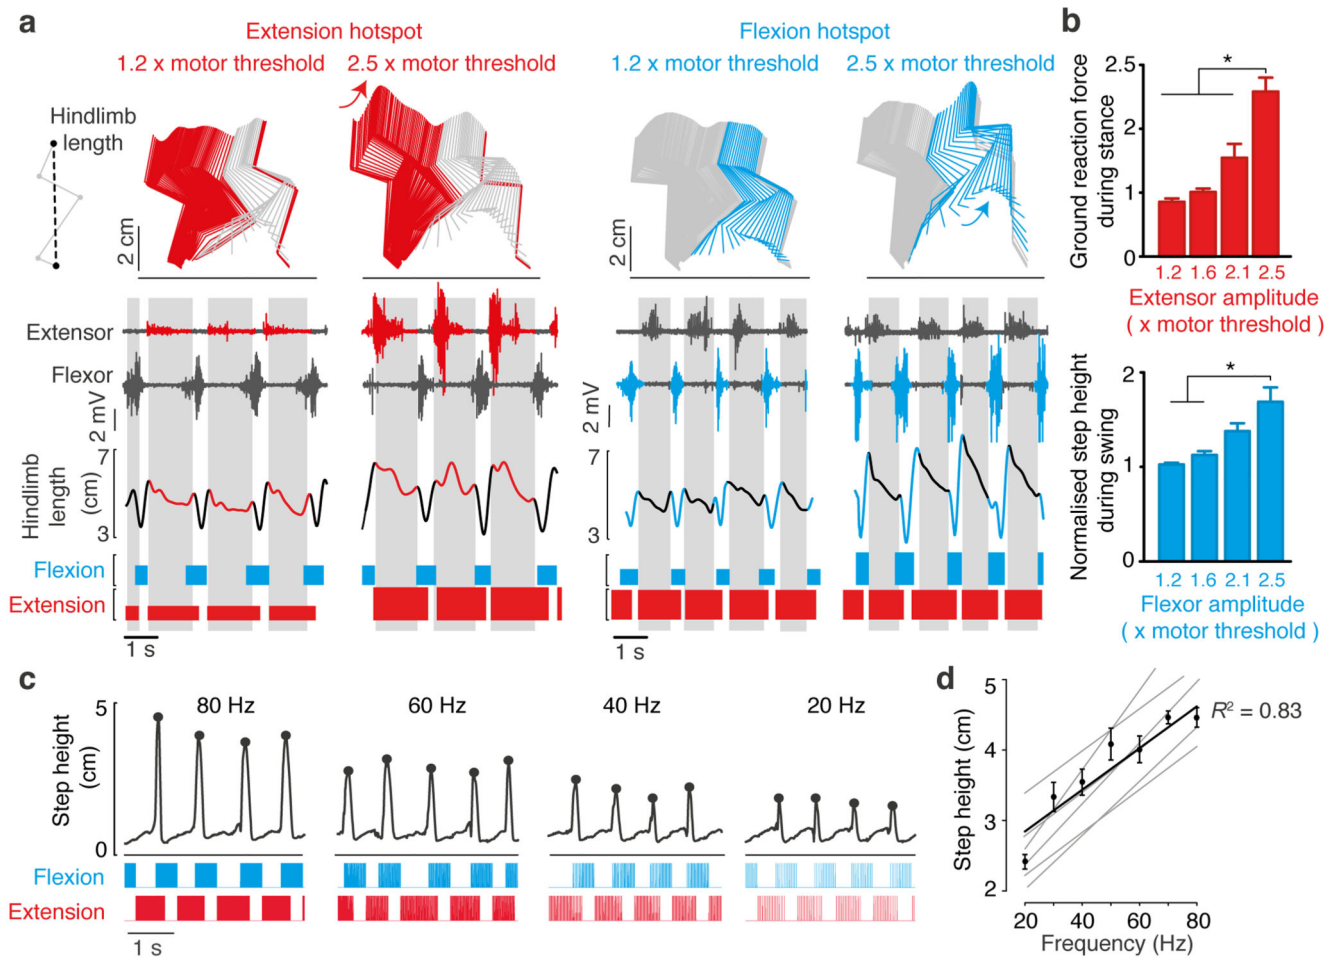 a
Extension hotspot
1.2 x motor threshold
2.5 x motor threshold
Flexion hotspot
1.2 x motor threshold
2.5 x motor threshold
Hindlimb
length
2 cm
2 cm
Extensor
Flexor
2 mV
2 mV
Hindlimb
length
(cm)
7
3
7
3
Flexion
Extension
1 s
1 s
b
Ground reaction force
during stance
2.5
2
1
0
*
1.2 1.6 2.1 2.5
Extensor amplitude
( x motor threshold )
Normalised step height
during swing
2
1
0
*
1.2 1.6 2.1 2.5
Flexor amplitude
( x motor threshold )
c
80 Hz
60 Hz
40 Hz
20 Hz
Step height
(cm)
5
0
Flexion
Extension
1 s
d
Step height (cm)
5
4
3
2
R² = 0.83
20 40 60 80
Frequency (Hz)